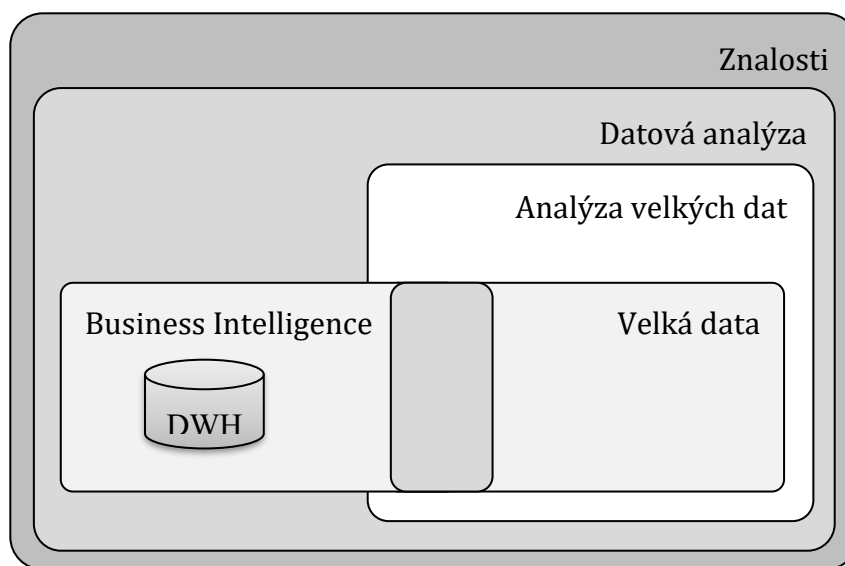 Znalosti
Datová analýza
Analýza velkých dat
Business Intelligence
Velká data
DWH